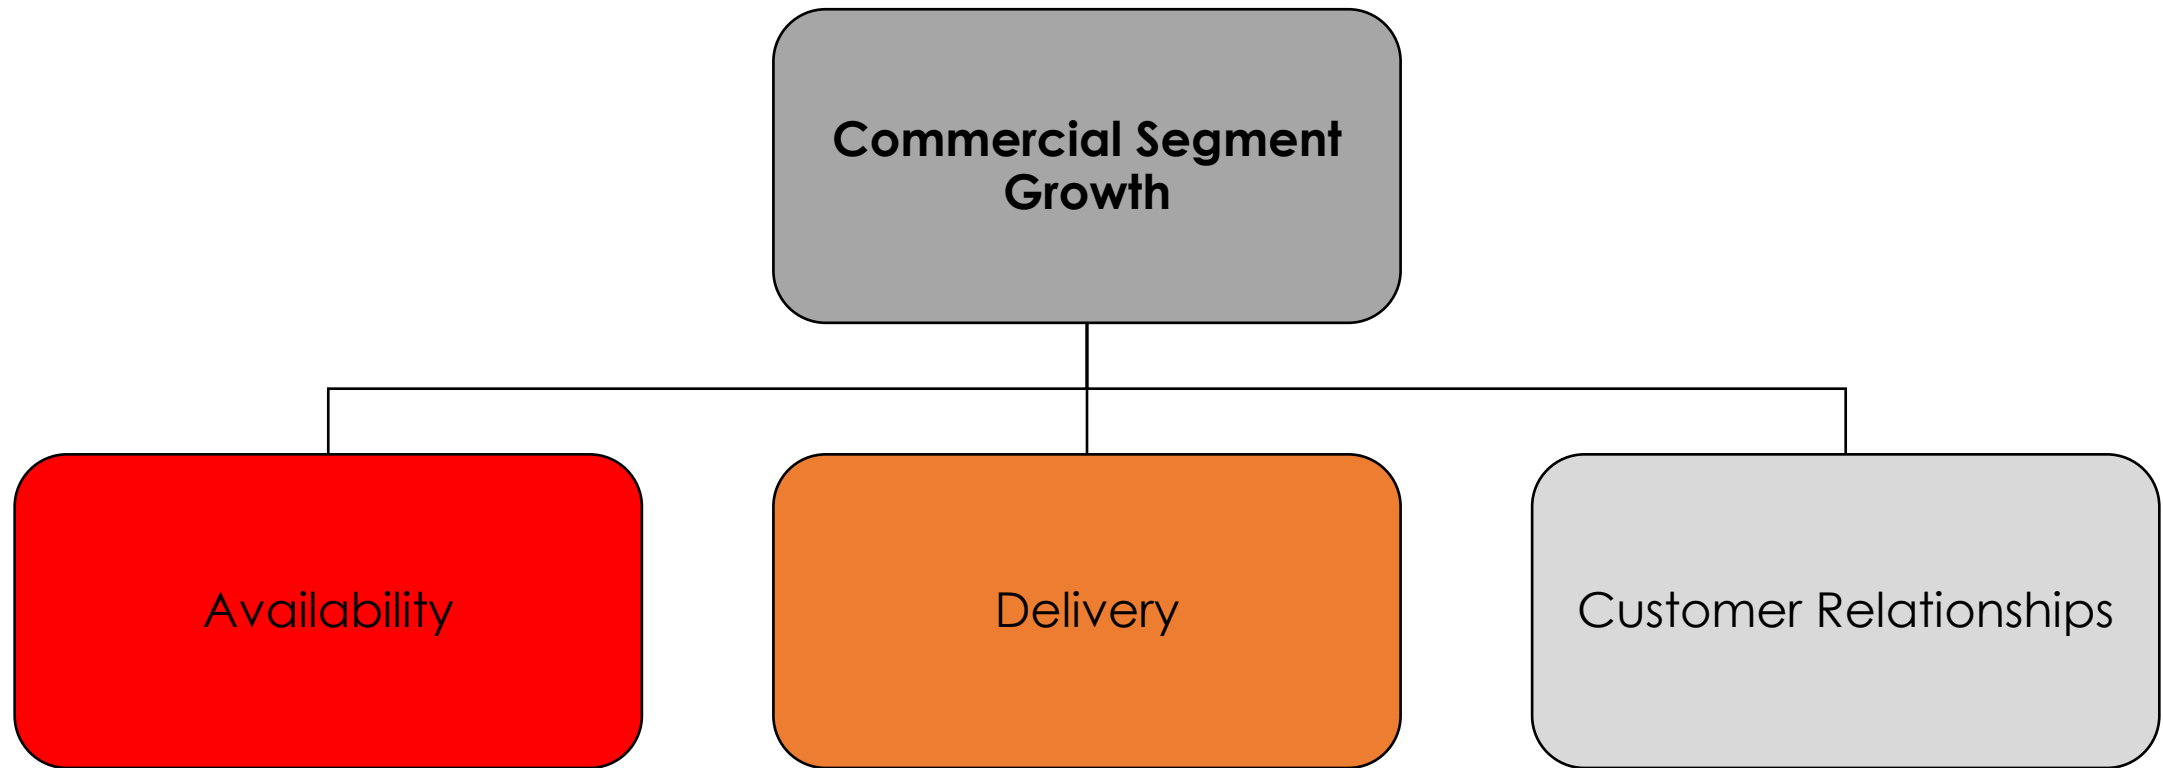 Commercial Segment
Growth
Availability
Delivery
Customer Relationships